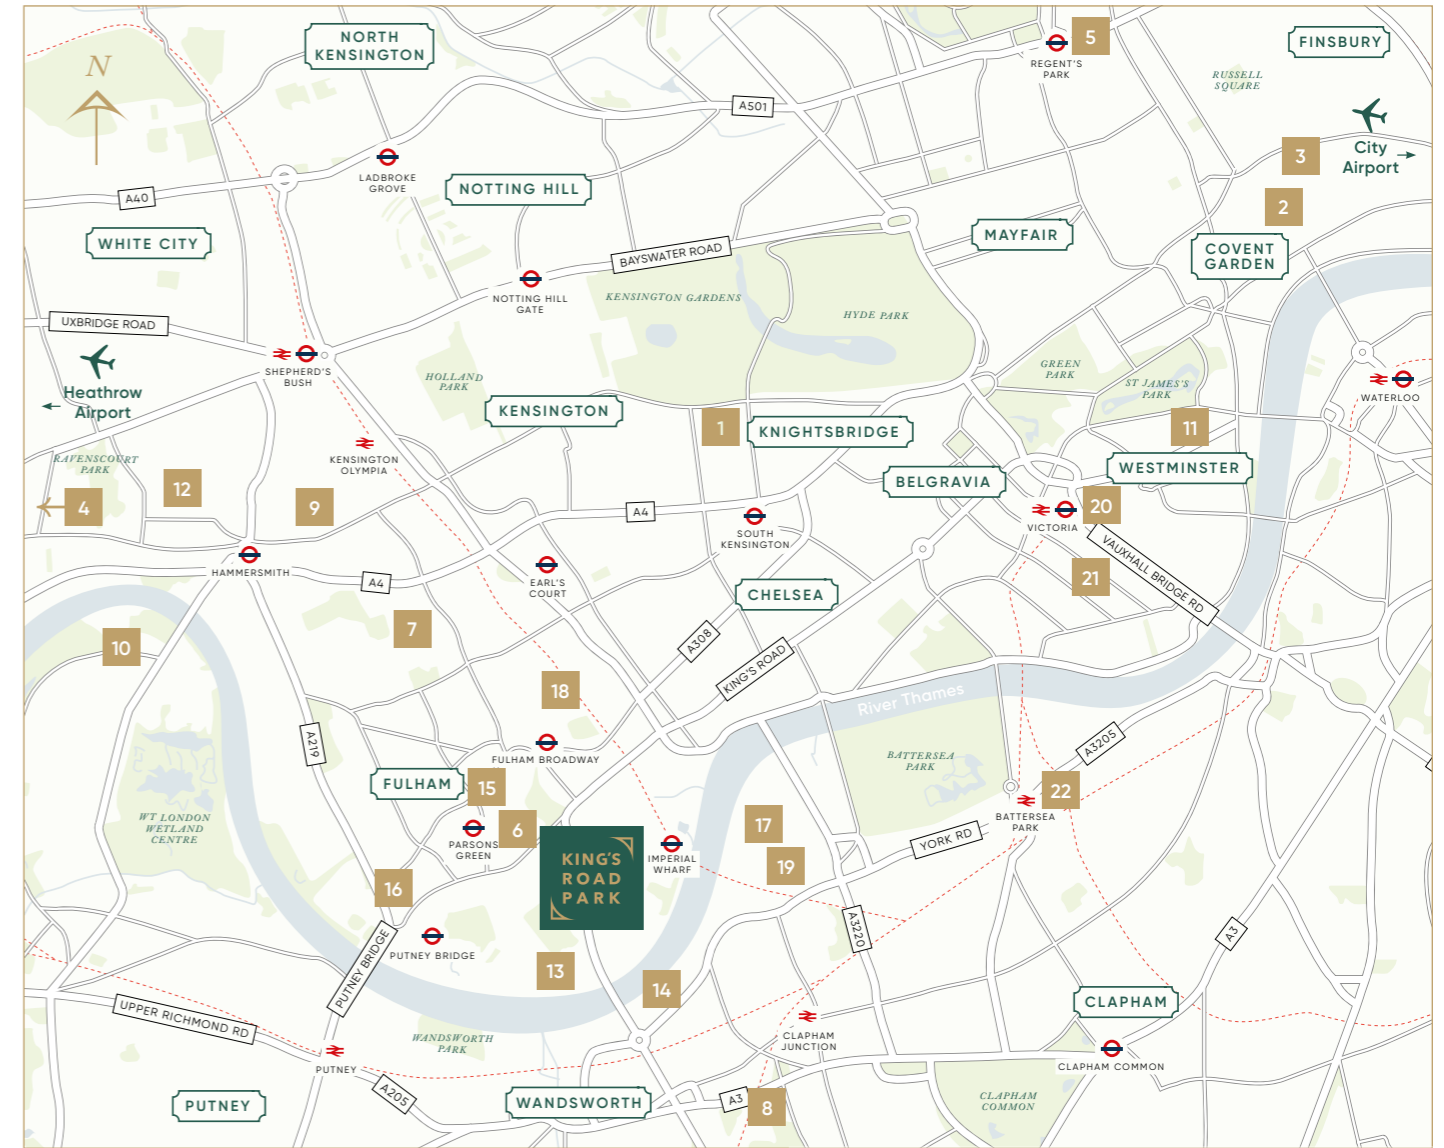 NORTH
KENSINGTON
5
REGENT'S
PARK
FINSBURY
N
RUSSELL
SQUARE
A501
City
Airport
3
LADBROKE
GROVE
NOTTING HILL
A40
2
WHITE CITY
MAYFAIR
COVENT
GARDEN
BAYSWATER ROAD
NOTTING HILL
GATE
KENSINGTON GARDENS
HYDE PARK
UXBRIDGE ROAD
SHEPHERD'S
BUSH
Heathrow
Airport
HOLLAND
PARK
GREEN
PARK
ST JAMES'S
PARK
WATERLOO
KENSINGTON
1
KNIGHTSBRIDGE
11
RAVENSCOURT
PARK
KENSINGTON
OLYMPIA
BELGRAVIA
WESTMINSTER
12
4
9
A4
SOUTH
KENSINGTON
VICTORIA
20
VAUXHALL BRIDGE RD
HAMMERSMITH
A4
EARL'S
COURT
CHELSEA
21
10
7
A308
KING'S ROAD
18
River Thames
A219
FULHAM BROADWAY
A3205
BATTERSEA
PARK
FULHAM
15
22
BATTERSEA
PARK
WT LONDON
WETLAND
CENTRE
PARSONS
GREEN
6
KING'S
ROAD
PARK
IMPERIAL
WHARF
17
19
YORK RD
16
A3220
A3
PUTNEY BRIDGE
PUTNEY BRIDGE
13
14
CLAPHAM
UPPER RICHMOND RD
WANDSWORTH
PARK
CLAPHAM
JUNCTION
PUTNEY
CLAPHAM COMMON
A205
PUTNEY
WANDSWORTH
A3
8
CLAPHAM
COMMON